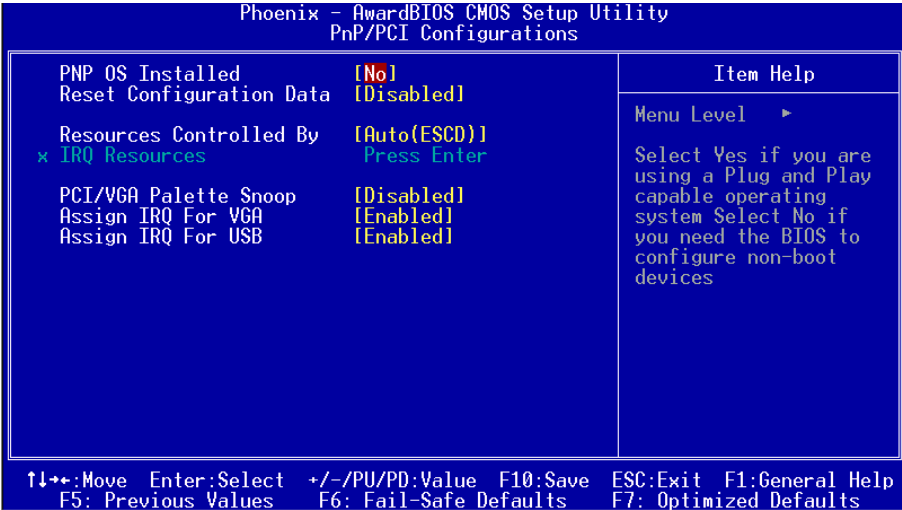 Phoenix - AwardBIOS CMOS Setup Utility
PnP/PCI Configurations
PNP OS Installed [No]
Reset Configuration Data [Disabled]
Resources Controlled By [Auto(ESCD)]
x IRQ Resources Press Enter
PCI/VGA Palette Snoop [Disabled]
Assign IRQ For VGA [Enabled]
Assign IRQ For USB [Enabled]
Item Help
Menu Level ►
Select Yes if you are
using a Plug and Play
capable operating
system Select No if
you need the BIOS to
configure non-boot
devices
↑↓→←:Move Enter:Select +/-/PU/PD:Value F10:Save ESC:Exit F1:General Help
F5: Previous Values F6: Fail-Safe Defaults F7: Optimized Defaults